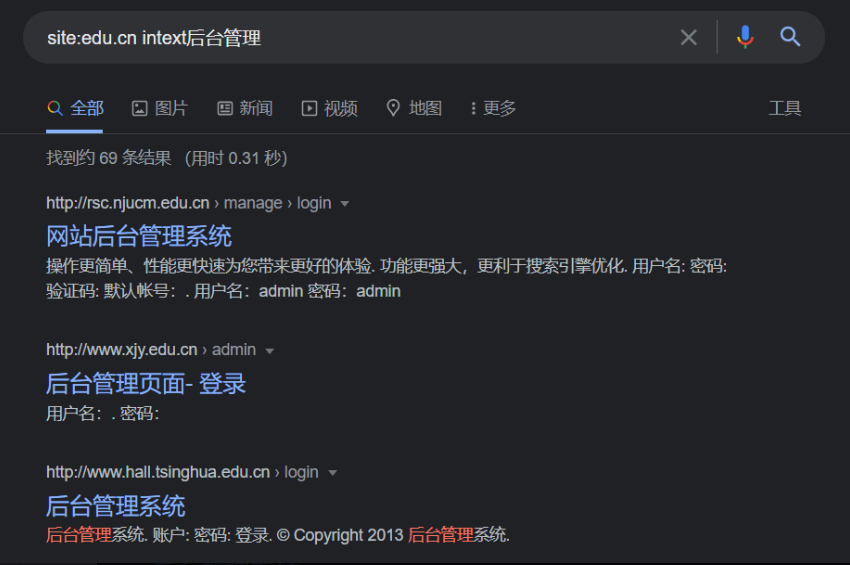 site:edu.cn intext后台管理
全部 图片 新闻 视频 地图 更多 工具
找到约 69 条结果 （用时 0.31 秒）
http://rsc.njucm.edu.cn › manage › login
网站后台管理系统
操作更简单、性能更快速为您带来更好的体验. 功能更强大，更利于搜索引擎优化. 用户名: 密码:
验证码: 默认帐号：. 用户名：admin 密码：admin
http://www.xjy.edu.cn › admin
后台管理页面- 登录
用户名：. 密码：
http://www.hall.tsinghua.edu.cn › login
后台管理系统
后台管理系统. 账户: 密码: 登录. © Copyright 2013 后台管理系统.